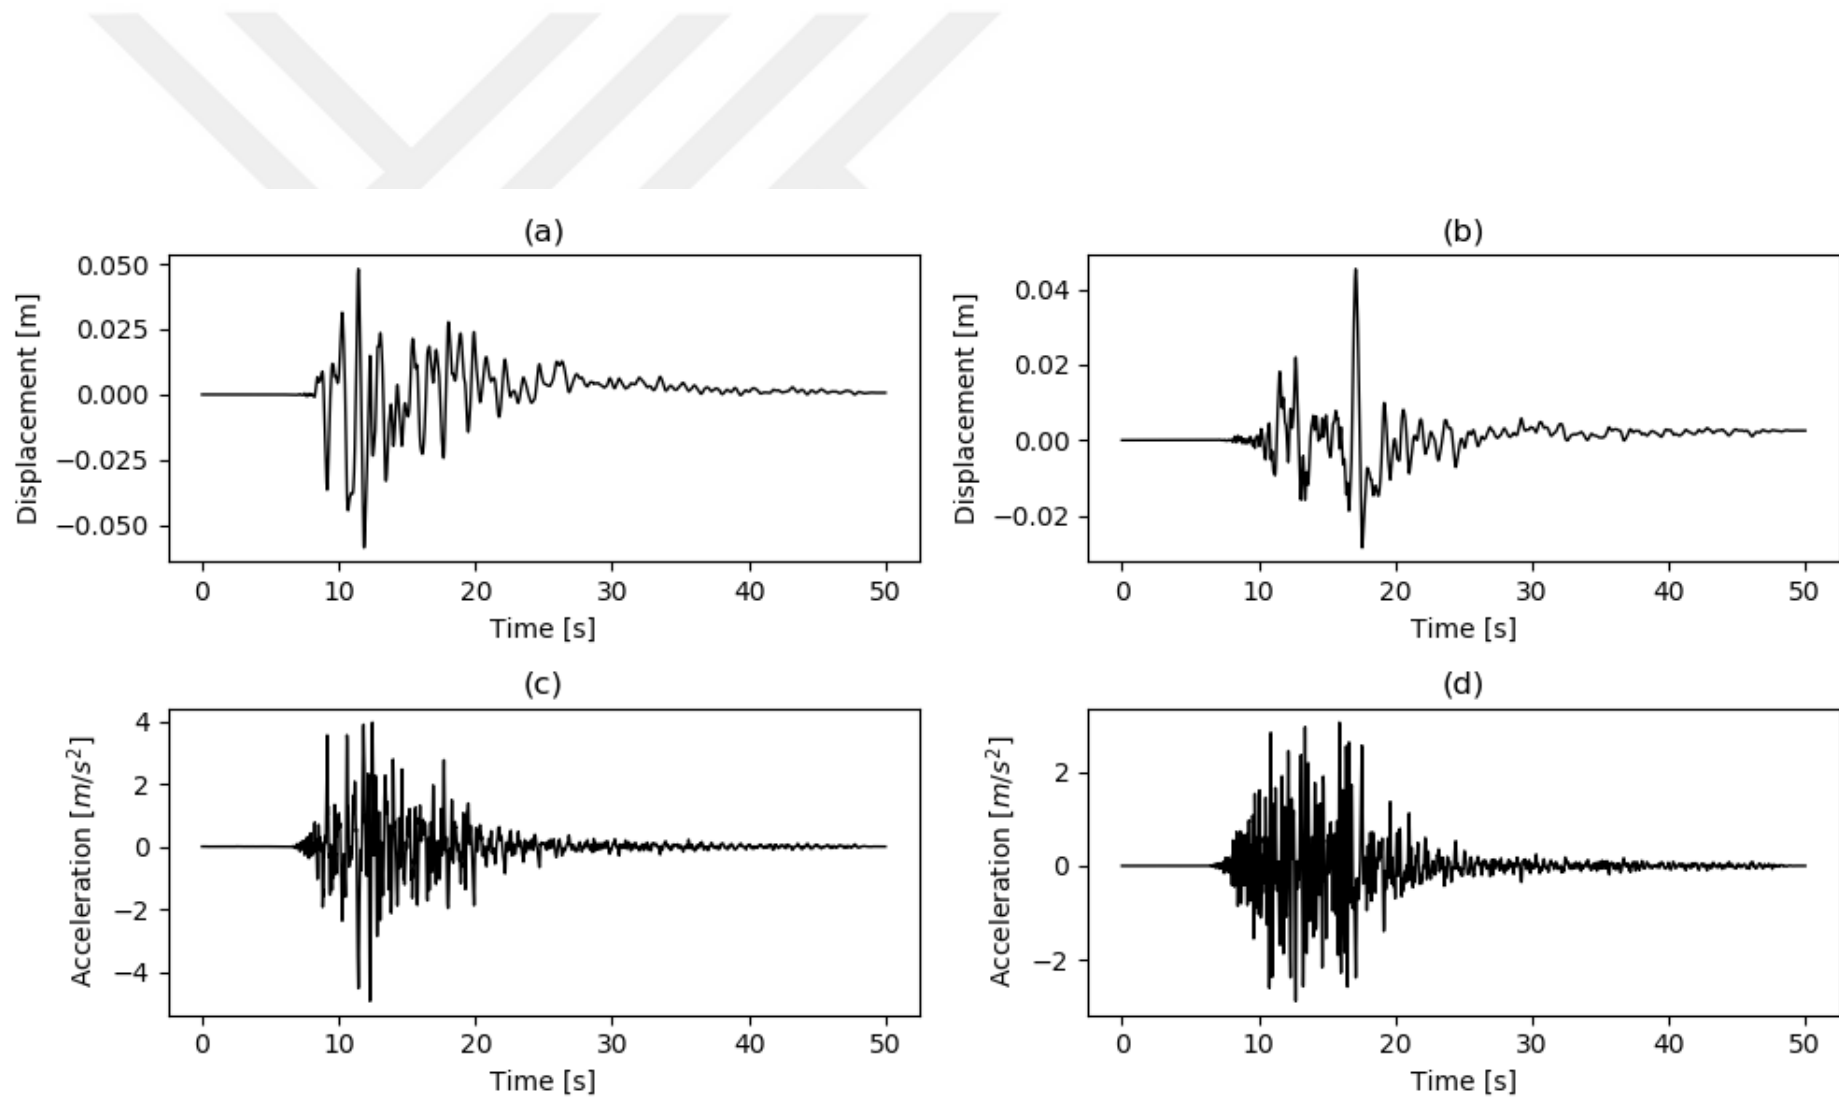 (a)
(b)
0.050
0.025
0.000
−0.025
−0.050
Displacement [m]
0 10 20 30 40 50
Time [s]
0.04
0.02
0.00
−0.02
Displacement [m]
0 10 20 30 40 50
Time [s]
(c)
(d)
4
2
0
−2
−4
Acceleration [m/s²]
0 10 20 30 40 50
Time [s]
2
0
−2
Acceleration [m/s²]
0 10 20 30 40 50
Time [s]